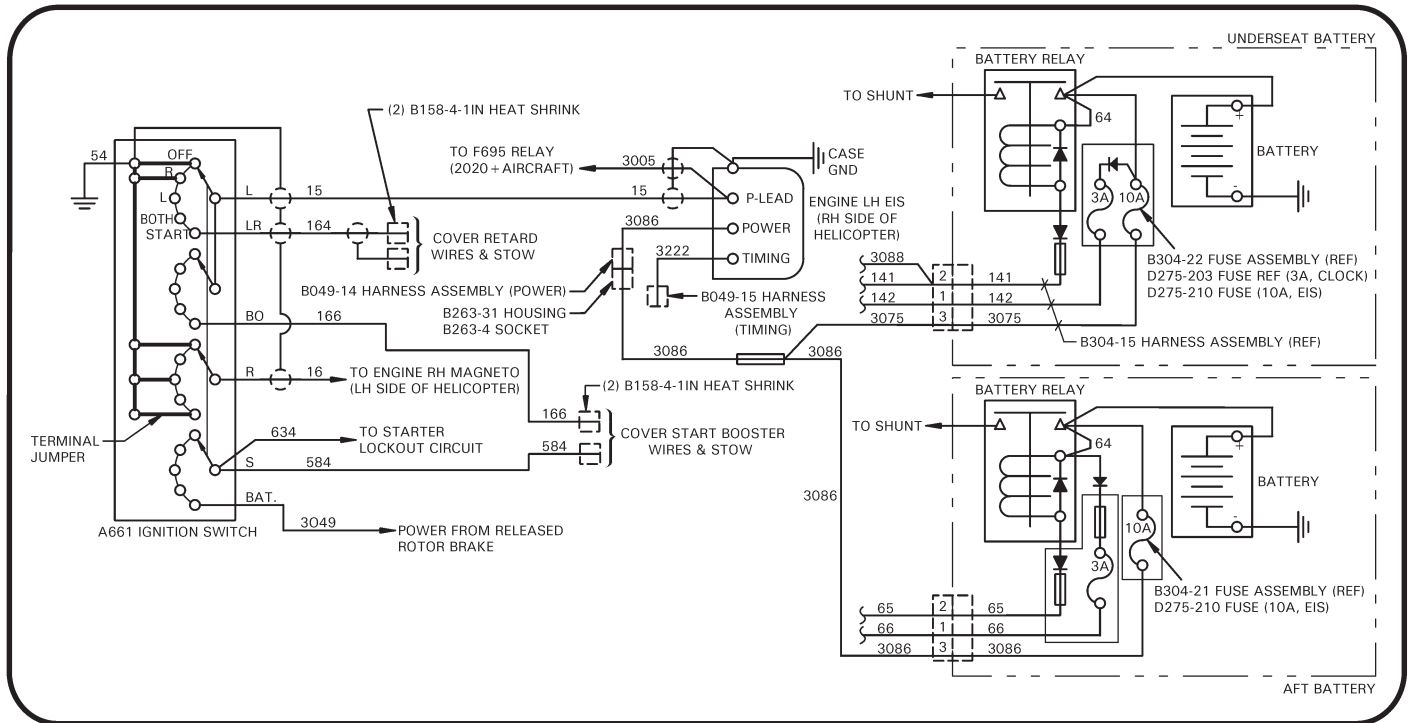 UNDERSEAT BATTERY
BATTERY RELAY
TO SHUNT
64
+
BATTERY
-
3A
10A
(2) B158-4-1IN HEAT SHRINK
TO F695 RELAY
(2020+AIRCRAFT)
3005
CASE
GND
54
OFF
R
L
BOTH
START
L
15
15
P-LEAD
ENGINE LH EIS
(RH SIDE OF
HELICOPTER)
LR
164
COVER RETARD
WIRES & STOW
3086
POWER
3222
TIMING
B049-14 HARNESS ASSEMBLY (POWER)
B263-31 HOUSING
B263-4 SOCKET
B049-15 HARNESS
ASSEMBLY
(TIMING)
3088
141
2
141
142
1
142
3075
3
3075
B304-22 FUSE ASSEMBLY (REF)
D275-203 FUSE REF (3A, CLOCK)
D275-210 FUSE (10A, EIS)
B304-15 HARNESS ASSEMBLY (REF)
BO
166
3086
3086
R
16
TO ENGINE RH MAGNETO
(LH SIDE OF HELICOPTER)
(2) B158-4-1IN HEAT SHRINK
166
584
COVER START BOOSTER
WIRES & STOW
TERMINAL
JUMPER
634
TO STARTER
LOCKOUT CIRCUIT
S
584
BAT.
3049
POWER FROM RELEASED
ROTOR BRAKE
A661 IGNITION SWITCH
3086
BATTERY RELAY
TO SHUNT
64
+
BATTERY
-
10A
3A
B304-21 FUSE ASSEMBLY (REF)
D275-210 FUSE (10A, EIS)
65
2
65
66
1
66
3086
3
3086
AFT BATTERY